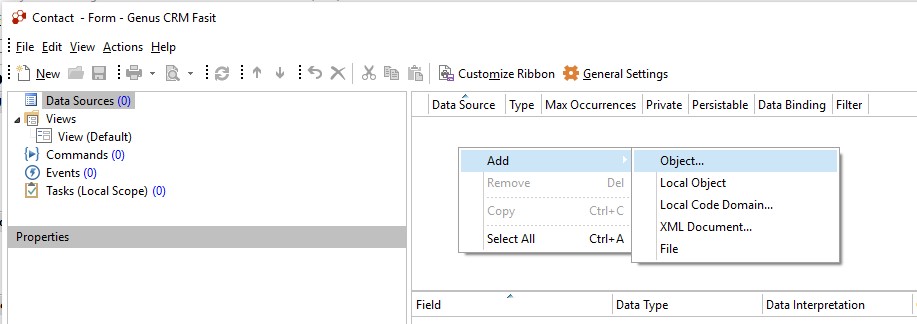 Contact - Form - Genus CRM Fasit
File Edit View Actions Help
New Customize Ribbon General Settings
Data Sources (0)
Views
View (Default)
Commands (0)
Events (0)
Tasks (Local Scope) (0)
Properties
Data Source Type Max Occurrences Private Persistable Data Binding Filter
Add
Remove Del
Copy Ctrl+C
Select All Ctrl+A
Object...
Local Object
Local Code Domain...
XML Document...
File
Field Data Type Data Interpretation